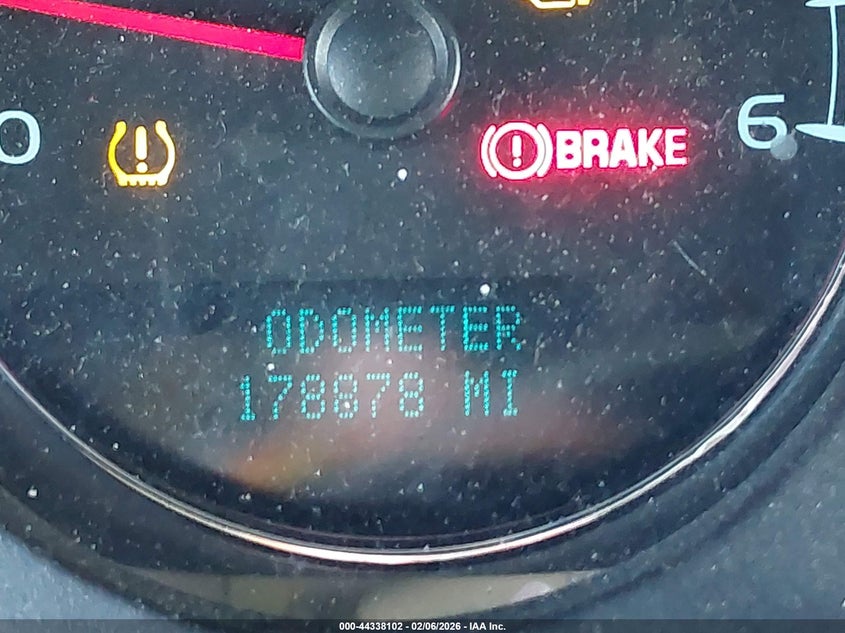 0
6
BRAKE
ODOMETER
178878 MI
000-44338102 - 02/06/2026 - IAA Inc.